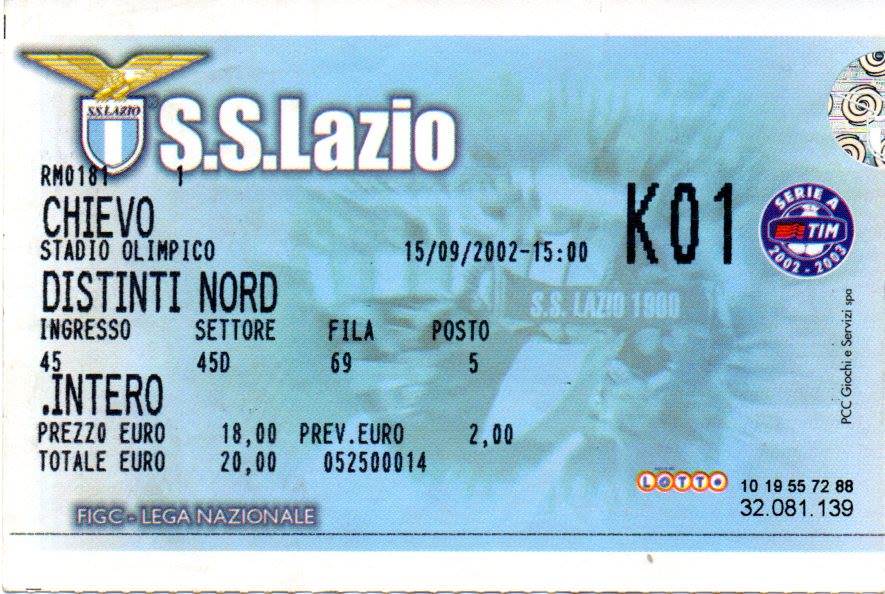 S.S.LAZIO
S.S.Lazio
RM0181 1
CHIEVO
STADIO OLIMPICO 15/09/2002-15:00
K01
SERIE A
TIM
2002 - 2003
DISTINTI NORD
S.S. LAZIO 1900
INGRESSO SETTORE FILA POSTO
45 45D 69 5
.INTERO
PREZZO EURO 18,00 PREV.EURO 2,00
TOTALE EURO 20,00 052500014
PCC Giochi e Servizi spa
LOTTO 10 19 55 72 88
32.081.139
FIGC - LEGA NAZIONALE